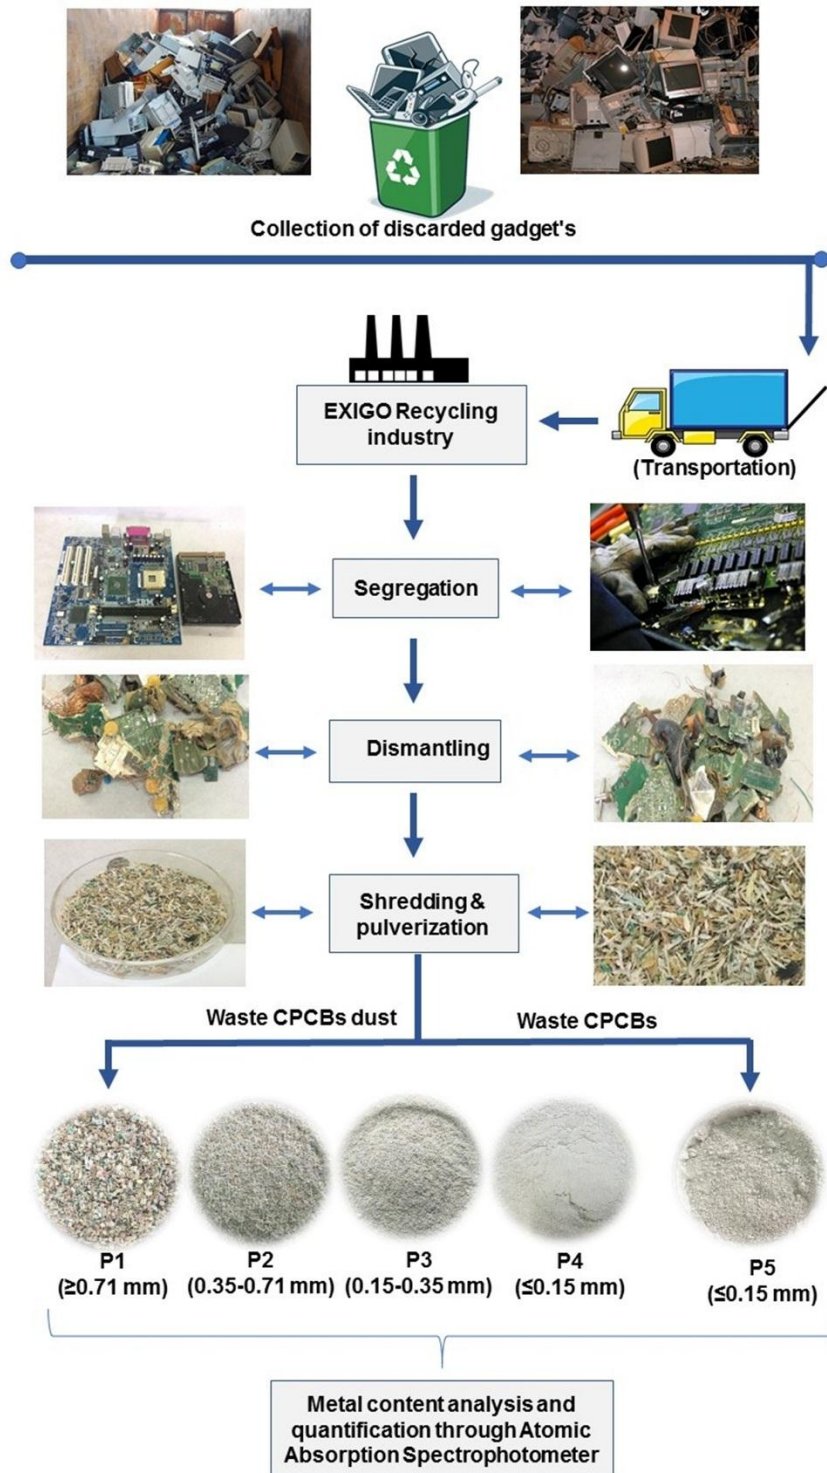 Collection of discarded gadget's
EXIGO Recycling
industry
(Transportation)
Segregation
Dismantling
Shredding &
pulverization
Waste CPCBs dust
Waste CPCBs
P1
(≥0.71 mm)
P2
(0.35-0.71 mm)
P3
(0.15-0.35 mm)
P4
(≤0.15 mm)
P5
(≤0.15 mm)
Metal content analysis and
quantification through Atomic
Absorption Spectrophotometer